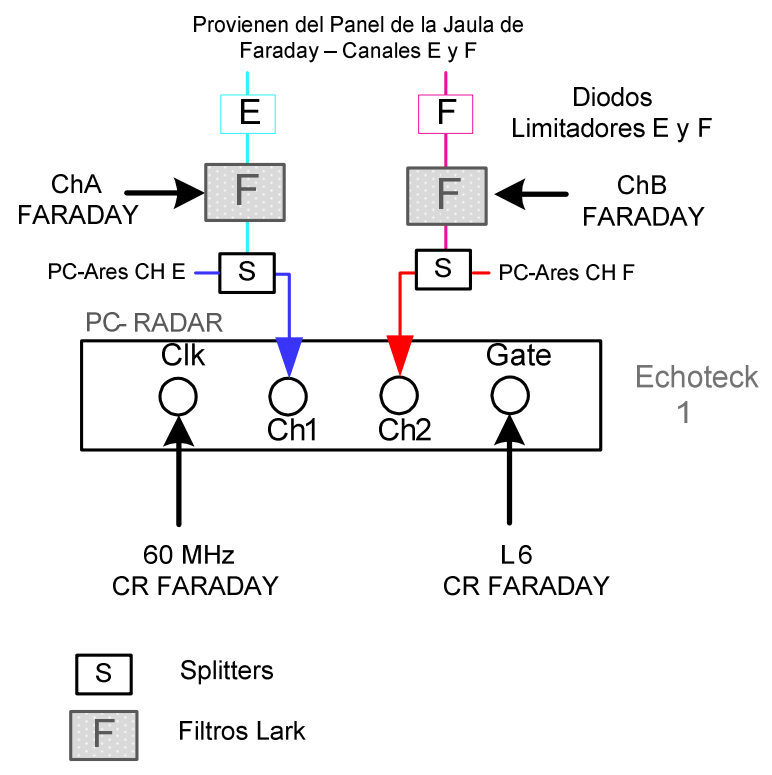 Provienen del Panel de la Jaula de
Faraday – Canales E y F
E
F
Diodos
Limitadores E y F
ChA
FARADAY
F
F
ChB
FARADAY
PC-Ares CH E
S
S
PC-Ares CH F
PC- RADAR
Clk
Gate
Ch1
Ch2
Echoteck
1
60 MHz
CR FARADAY
L6
CR FARADAY
S
Splitters
F
Filtros Lark